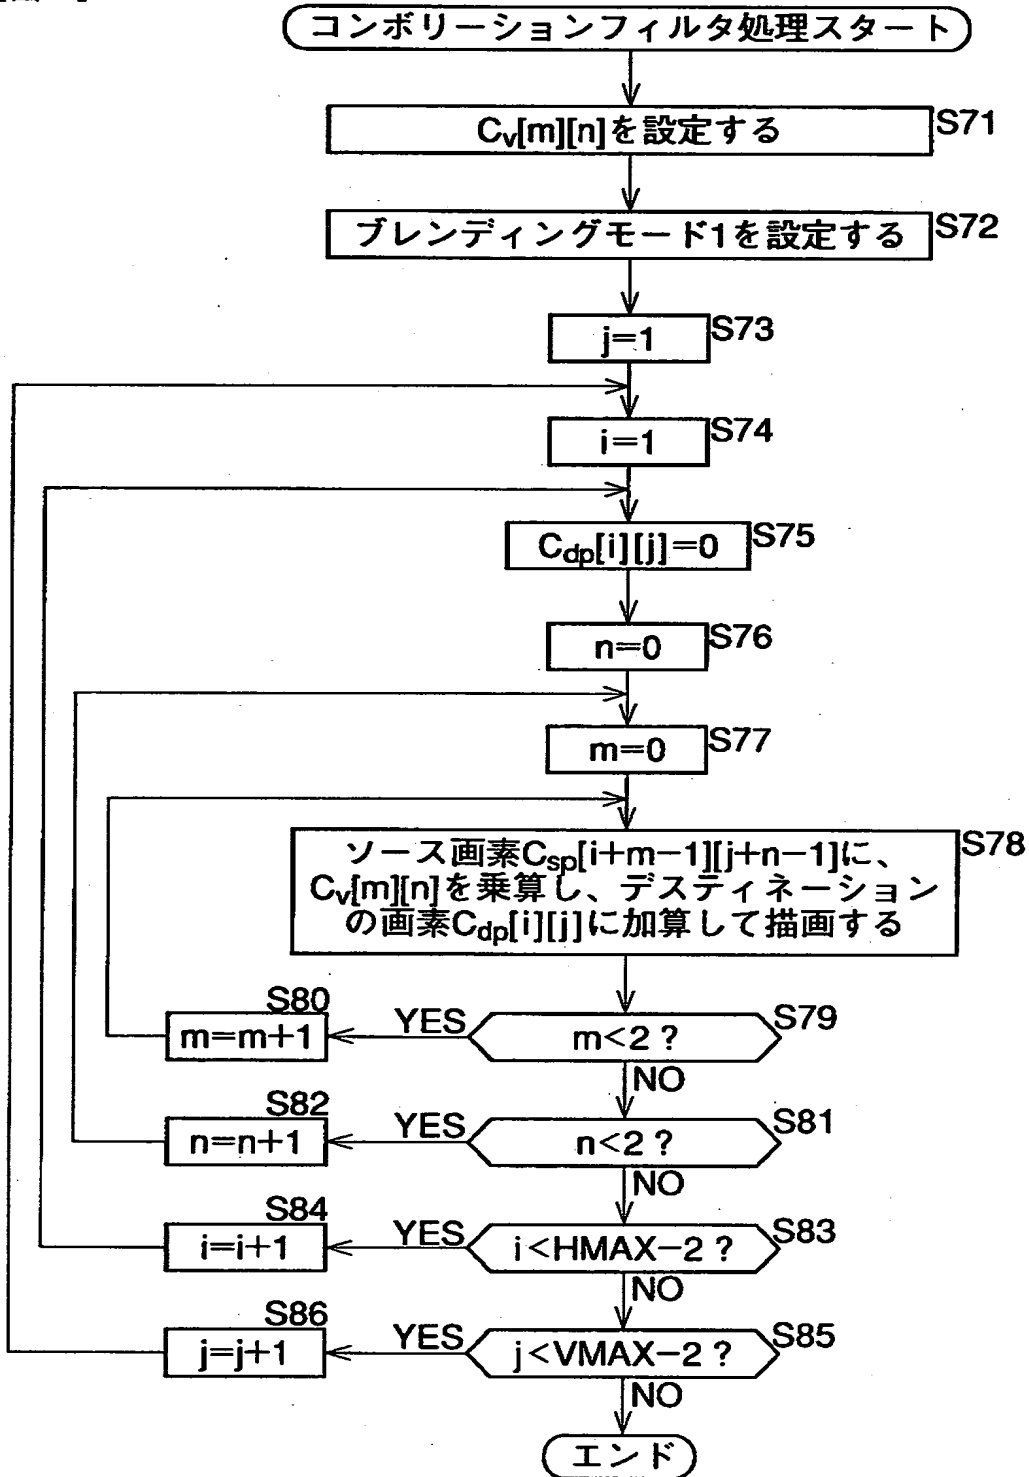 コンボリーションフィルタ処理スタート
Cv[m][n]を設定する
S71
ブレンディングモード1を設定する
S72
j=1
S73
i=1
S74
Cdp[i][j]=0
S75
n=0
S76
m=0
S77
ソース画素Csp[i+m−1][j+n−1]に、
Cv[m][n]を乗算し、デスティネーション
の画素Cdp[i][j]に加算して描画する
S78
S80
m=m+1
YES
m<2 ?
S79
NO
S82
n=n+1
YES
n<2 ?
S81
NO
S84
i=i+1
YES
i<HMAX−2 ?
S83
NO
S86
j=j+1
YES
j<VMAX−2 ?
S85
NO
エンド